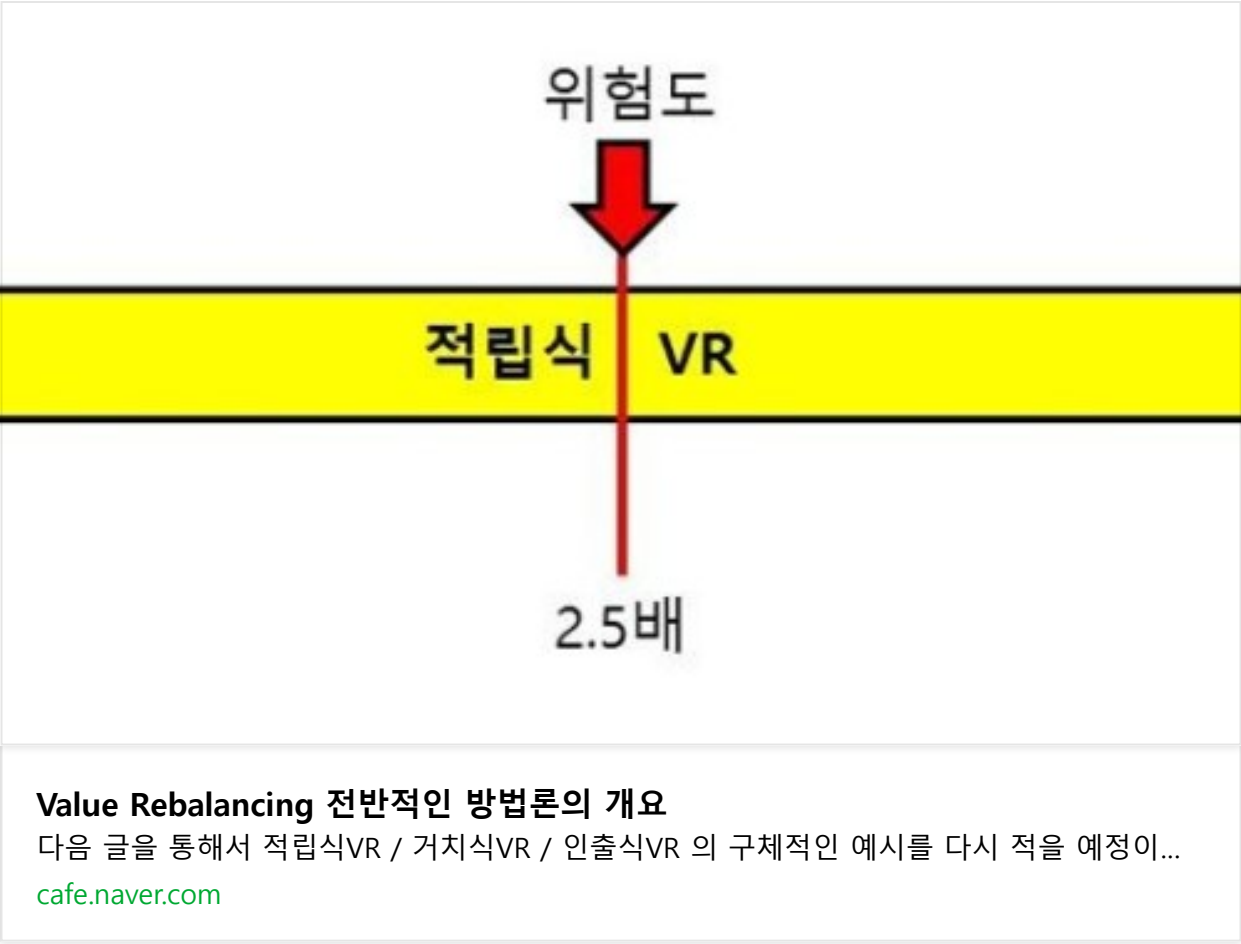 위험도
적립식 VR
2.5배
Value Rebalancing 전반적인 방법론의 개요
다음 글을 통해서 적립식VR / 거치식VR / 인출식VR 의 구체적인 예시를 다시 적을 예정이...
cafe.naver.com